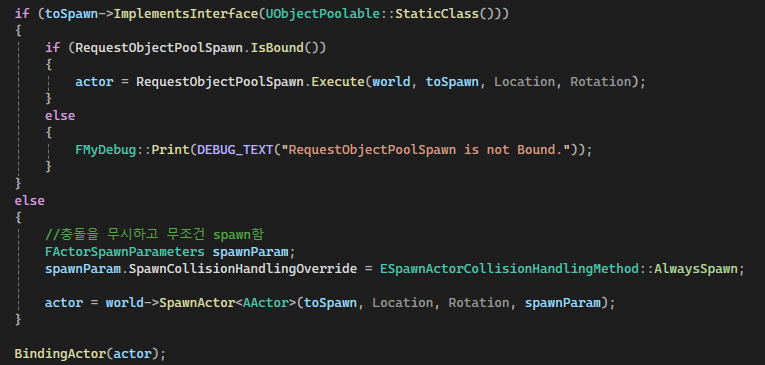 if (toSpawn->ImplementsInterface(UObjectPoolable::StaticClass()))
{
if (RequestObjectPoolSpawn.IsBound())
{
actor = RequestObjectPoolSpawn.Execute(world, toSpawn, Location, Rotation);
}
else
{
FMyDebug::Print(DEBUG_TEXT("RequestObjectPoolSpawn is not Bound."));
}
}
else
{
//충돌을 무시하고 무조건 spawn함
FActorSpawnParameters spawnParam;
spawnParam.SpawnCollisionHandlingOverride = ESpawnActorCollisionHandlingMethod::AlwaysSpawn;
actor = world->SpawnActor<AActor>(toSpawn, Location, Rotation, spawnParam);
}
BindingActor(actor);